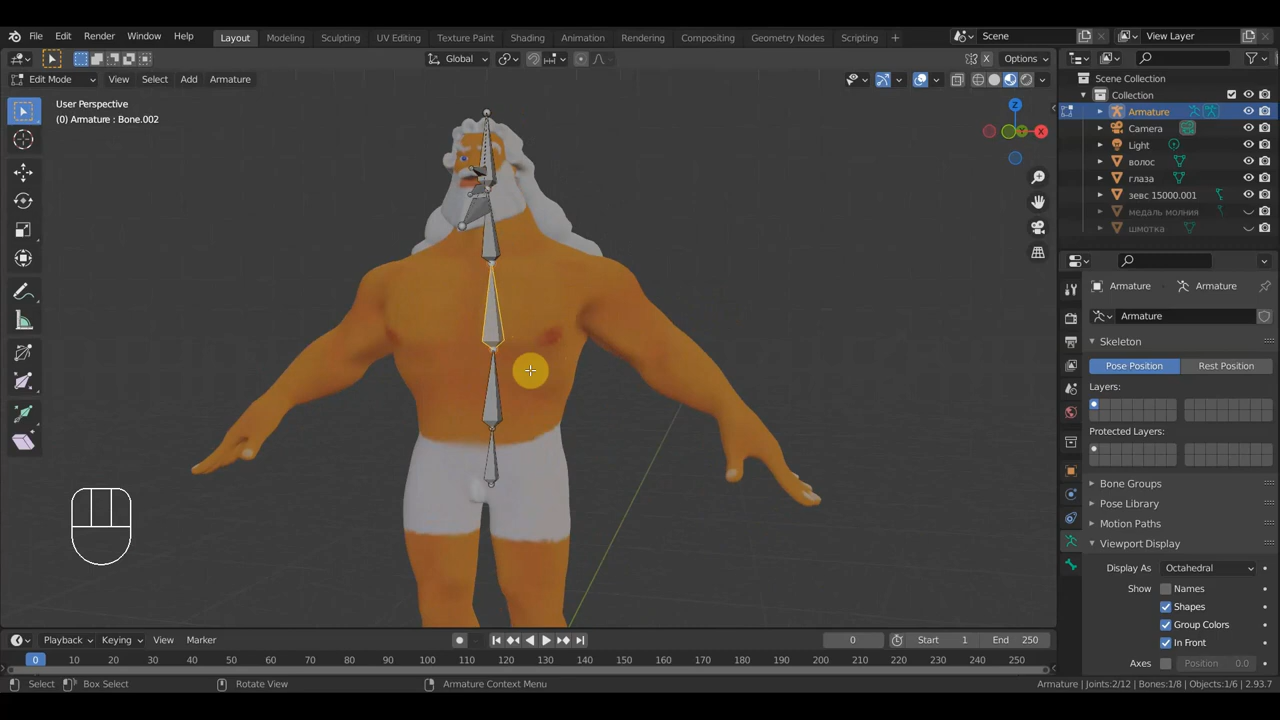 File Edit Render Window Help Layout Modeling Sculpting UV Editing Texture Paint Shading Animation Rendering Compositing Geometry Nodes Scripting + Scene View Layer
Global Options
Edit Mode View Select Add Armature
User Perspective
(0) Armature : Bone.002
Z
Y
X
Scene Collection
Collection
Armature
Camera
Light
волос
глаза
зевс 15000.001
медаль молния
шмотка
Armature Armature
Armature
Skeleton
Pose Position Rest Position
Layers:
Protected Layers:
Bone Groups
Pose Library
Motion Paths
Viewport Display
Display As Octahedral
Show Names
Shapes
Group Colors
In Front
Axes Position 0.0
Playback Keying View Marker 0 Start 1 End 250
0 10 20 30 40 50 60 70 80 90 100 110 120 130 140 150 160 170 180 190 200 210 220 230 240 250
Select Box Select Rotate View Armature Context Menu Armature | Joints:2/12 | Bones:1/8 | Objects:1/6 | 2.93.7